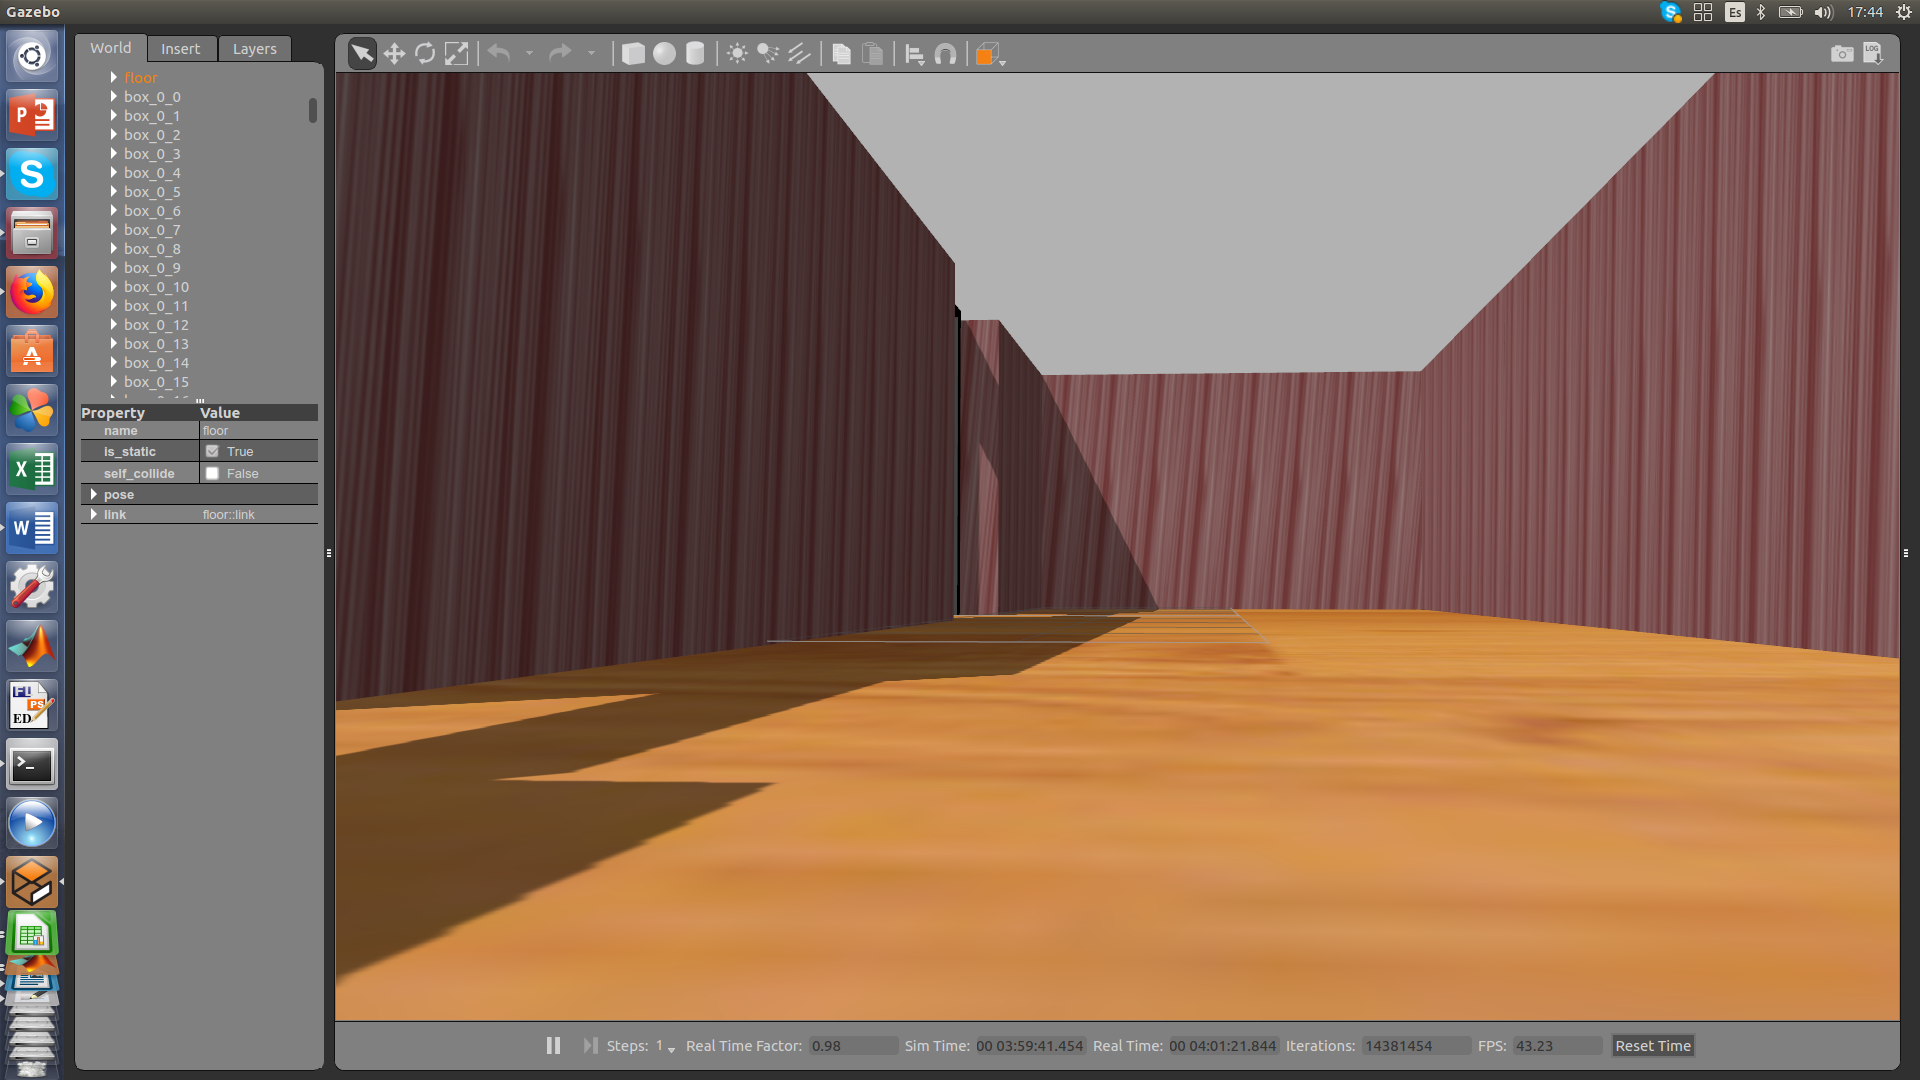 Gazebo
Es
17:44
World Insert Layers
LOG
floor
box_0_0
box_0_1
box_0_2
box_0_3
box_0_4
box_0_5
box_0_6
box_0_7
box_0_8
box_0_9
box_0_10
box_0_11
box_0_12
box_0_13
box_0_14
box_0_15
Property Value
name floor
is_static True
self_collide False
pose
link floor::link
Steps: 1 Real Time Factor: 0.98 Sim Time: 00 03:59:41.454 Real Time: 00 04:01:21.844 Iterations: 14381454 FPS: 43.23 Reset Time